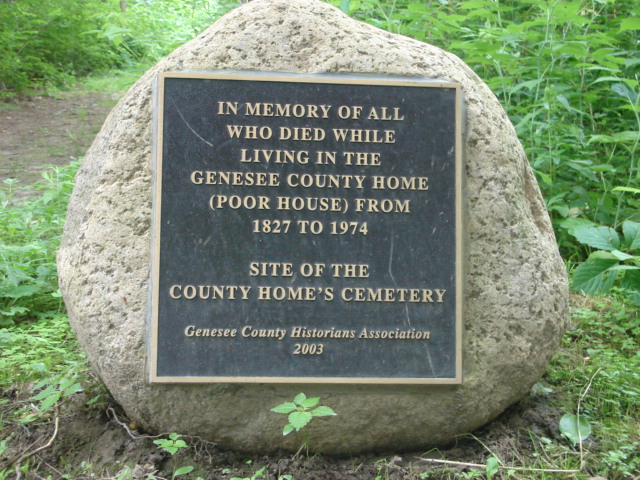 IN MEMORY OF ALL
WHO DIED WHILE
LIVING IN THE
GENESEE COUNTY HOME
(POOR HOUSE) FROM
1827 TO 1974
SITE OF THE
COUNTY HOME'S CEMETERY
Genesee County Historians Association
2003